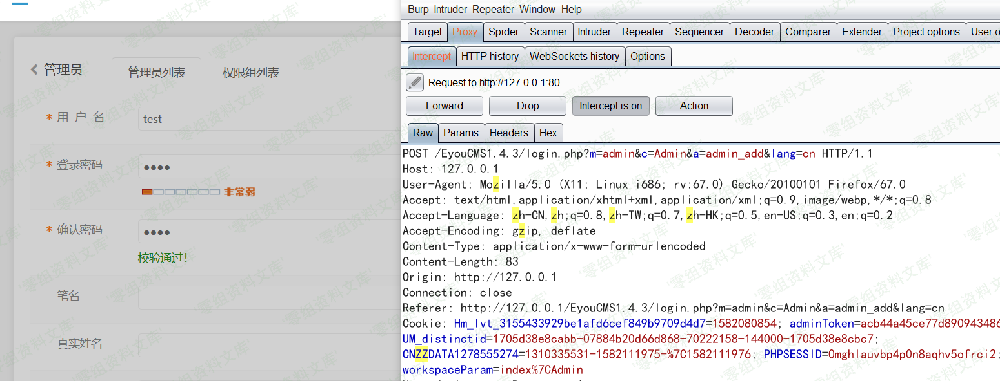 管理员
管理员列表
权限组列表
* 用 户 名
test
* 登录密码
非常弱
* 确认密码
校验通过！
笔名
真实姓名
Burp Intruder Repeater Window Help
Target Proxy Spider Scanner Intruder Repeater Sequencer Decoder Comparer Extender Project options User o
Intercept HTTP history WebSockets history Options
Request to http://127.0.0.1:80
Forward Drop Intercept is on Action
Raw Params Headers Hex
POST /EyouCMS1.4.3/login.php?m=admin&c=Admin&a=admin_add&lang=cn HTTP/1.1
Host: 127.0.0.1
User-Agent: Mozilla/5.0 (X11; Linux i686; rv:67.0) Gecko/20100101 Firefox/67.0
Accept: text/html,application/xhtml+xml,application/xml;q=0.9,image/webp,*/*;q=0.8
Accept-Language: zh-CN,zh;q=0.8,zh-TW;q=0.7,zh-HK;q=0.5,en-US;q=0.3,en;q=0.2
Accept-Encoding: gzip, deflate
Content-Type: application/x-www-form-urlencoded
Content-Length: 83
Origin: http://127.0.0.1
Connection: close
Referer: http://127.0.0.1/EyouCMS1.4.3/login.php?m=admin&c=Admin&a=admin_add&lang=cn
Cookie: Hm_lvt_3155433929be1afd6cef849b9709d4d7=1582080854; adminToken=acb44a45ce77d890943486
UM_distinctid=1705d38e8cabb-07884b20d66d868-70222158-144000-1705d38e8cbc7;
CNZZDATA1278555274=1310335531-1582111975-%7C1582111976; PHPSESSID=0mghlauvbp4p0n8aqhv5ofrci2;
workspaceParam=index%7CAdmin
'零组资料文库'